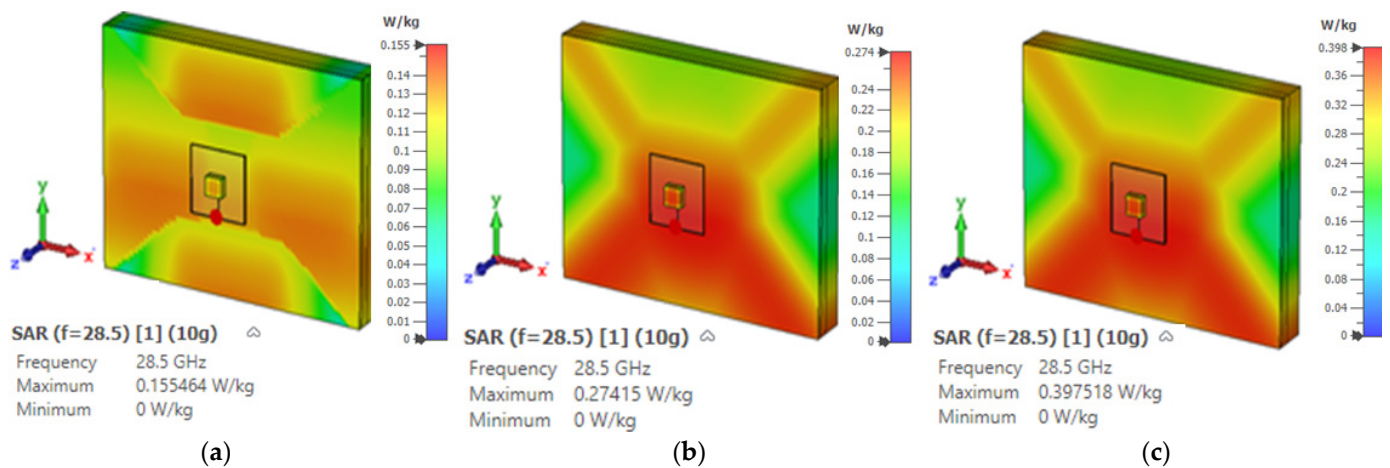 W/kg
0.155
0.14
0.13
0.12
0.11
0.1
0.09
0.08
0.07
0.06
0.05
0.04
0.03
0.02
0.01
0
y
x
z
SAR (f=28.5) [1] (10g)
Frequency 28.5 GHz
Maximum 0.155464 W/kg
Minimum 0 W/kg
(a)
W/kg
0.274
0.24
0.22
0.2
0.18
0.16
0.14
0.12
0.1
0.08
0.06
0.04
0.02
0
y
x
z
SAR (f=28.5) [1] (10g)
Frequency 28.5 GHz
Maximum 0.27415 W/kg
Minimum 0 W/kg
(b)
W/kg
0.398
0.36
0.32
0.28
0.24
0.2
0.16
0.12
0.08
0.04
0
y
x
z
SAR (f=28.5) [1] (10g)
Frequency 28.5 GHz
Maximum 0.397518 W/kg
Minimum 0 W/kg
(c)